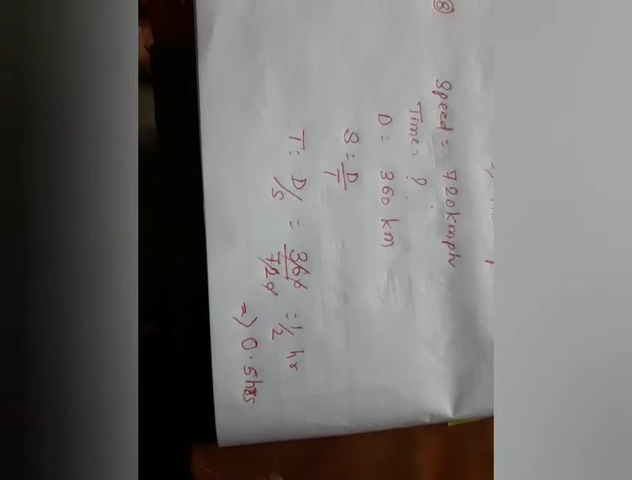 8
Speed = 720kmph
Time = ?
D = 360 km
S = D/T
T = D/S = 360/720 = 1/2 hr
=> 0.5hrs